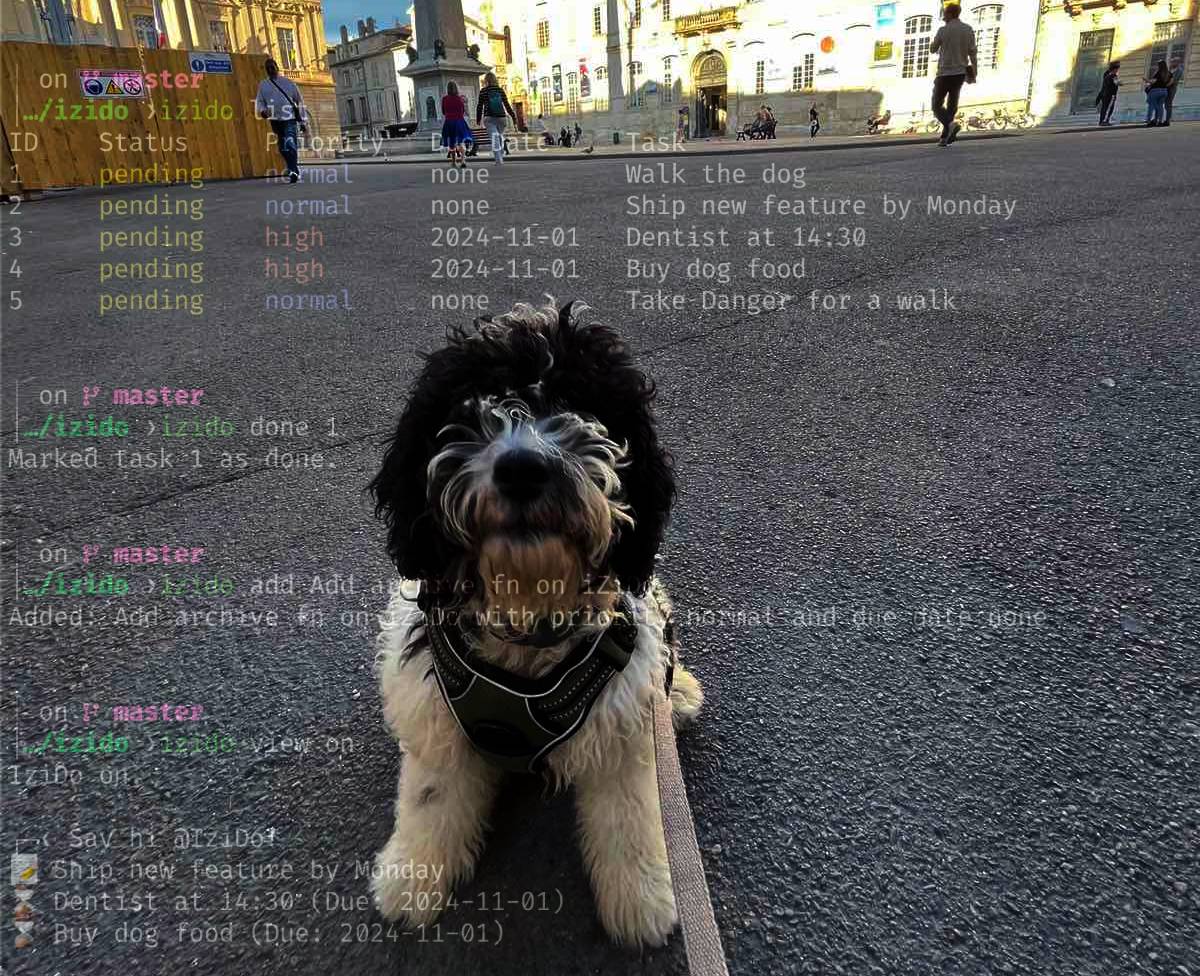 on master
…/izido ›izido list
ID Status Priority Due Date Task
1 pending normal none Walk the dog
2 pending normal none Ship new feature by Monday
3 pending high 2024-11-01 Dentist at 14:30
4 pending high 2024-11-01 Buy dog food
5 pending normal none Take Danger for a walk
on master
…/izido ›izido done 1
Marked task 1 as done.
on master
…/izido ›izido add Add archive fn on iZiDo
Added: Add archive fn on iZiDo with priority normal and due date none
on master
…/izido ›izido view on
IziDo on.
‹ Say hi @IziDo!
Ship new feature by Monday
Dentist at 14:30 (Due: 2024-11-01)
Buy dog food (Due: 2024-11-01)